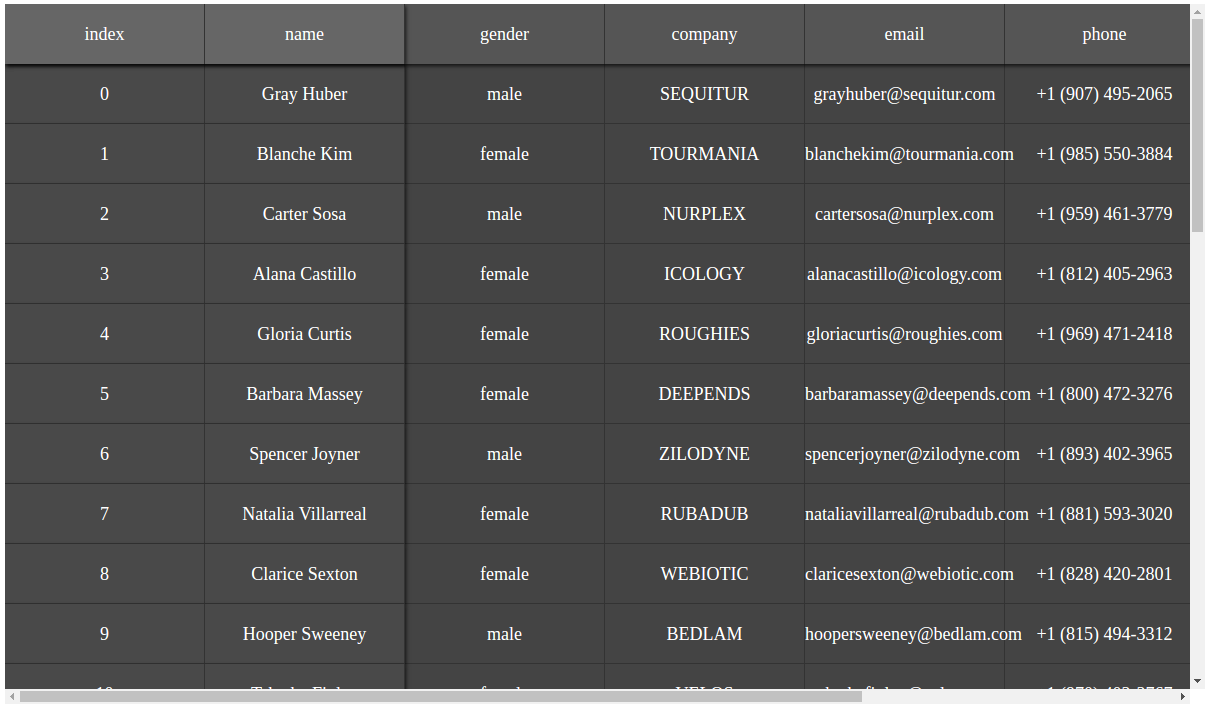 index name gender company email phone
0 Gray Huber male SEQUITUR grayhuber@sequitur.com +1 (907) 495-2065
1 Blanche Kim female TOURMANIA blanchekim@tourmania.com +1 (985) 550-3884
2 Carter Sosa male NURPLEX cartersosa@nurplex.com +1 (959) 461-3779
3 Alana Castillo female ICOLOGY alanacastillo@icology.com +1 (812) 405-2963
4 Gloria Curtis female ROUGHIES gloriacurtis@roughies.com +1 (969) 471-2418
5 Barbara Massey female DEEPENDS barbaramassey@deepends.com +1 (800) 472-3276
6 Spencer Joyner male ZILODYNE spencerjoyner@zilodyne.com +1 (893) 402-3965
7 Natalia Villarreal female RUBADUB nataliavillarreal@rubadub.com +1 (881) 593-3020
8 Clarice Sexton female WEBIOTIC claricesexton@webiotic.com +1 (828) 420-2801
9 Hooper Sweeney male BEDLAM hoopersweeney@bedlam.com +1 (815) 494-3312